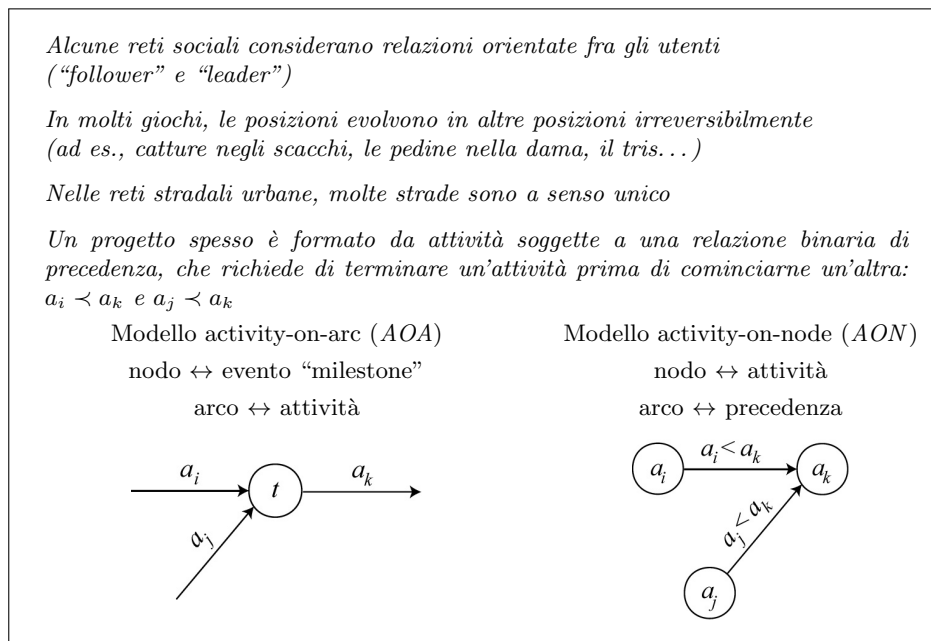 Alcune reti sociali considerano relazioni orientate fra gli utenti
(“follower” e “leader”)
In molti giochi, le posizioni evolvono in altre posizioni irreversibilmente
(ad es., catture negli scacchi, le pedine nella dama, il tris...)
Nelle reti stradali urbane, molte strade sono a senso unico
Un progetto spesso è formato da attività soggette a una relazione binaria di
precedenza, che richiede di terminare un'attività prima di cominciarne un'altra:
a_i ≺ a_k e a_j ≺ a_k
Modello activity-on-arc (AOA)
nodo ↔ evento “milestone”
arco ↔ attività
a_i
t
a_k
a_j
Modello activity-on-node (AON)
nodo ↔ attività
arco ↔ precedenza
a_i
a_i < a_k
a_k
a_j < a_k
a_j